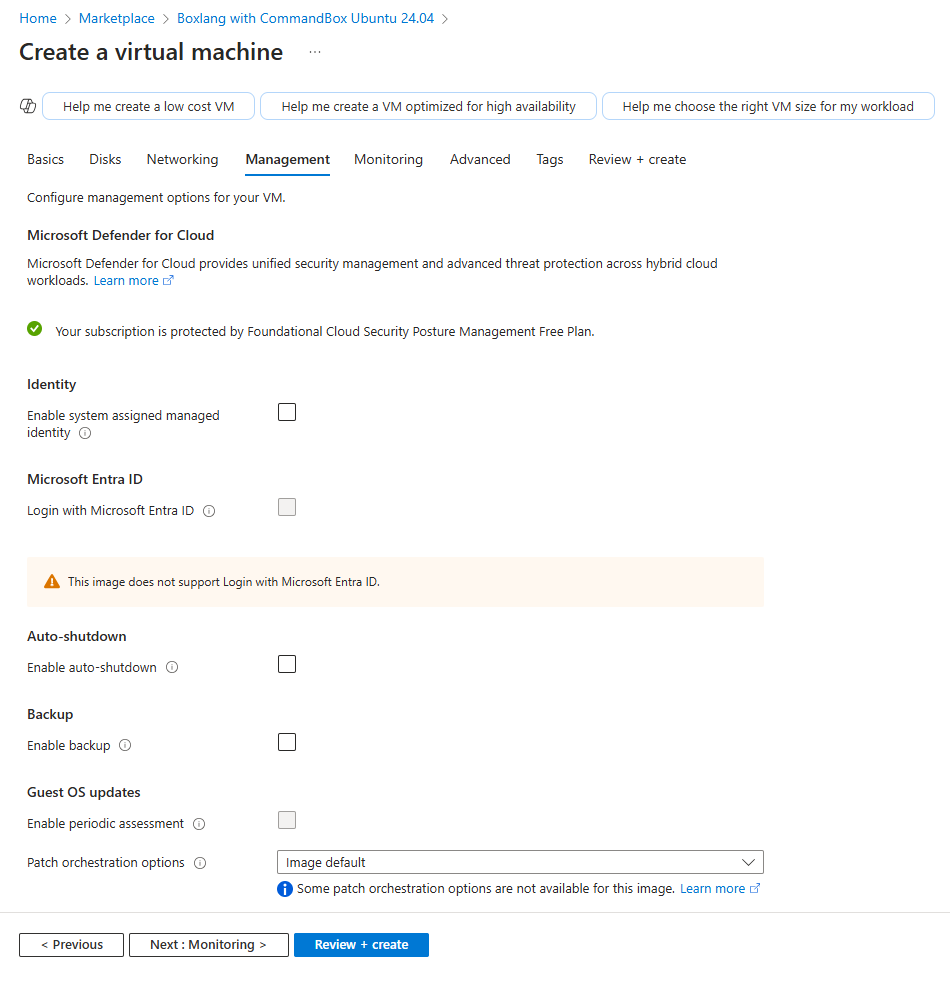 Home > Marketplace > Boxlang with CommandBox Ubuntu 24.04 >
Create a virtual machine ...
Help me create a low cost VM
Help me create a VM optimized for high availability
Help me choose the right VM size for my workload
Basics Disks Networking Management Monitoring Advanced Tags Review + create
Configure management options for your VM.
Microsoft Defender for Cloud
Microsoft Defender for Cloud provides unified security management and advanced threat protection across hybrid cloud
workloads. Learn more
Your subscription is protected by Foundational Cloud Security Posture Management Free Plan.
Identity
Enable system assigned managed
identity
Microsoft Entra ID
Login with Microsoft Entra ID
This image does not support Login with Microsoft Entra ID.
Auto-shutdown
Enable auto-shutdown
Backup
Enable backup
Guest OS updates
Enable periodic assessment
Patch orchestration options
Image default
Some patch orchestration options are not available for this image. Learn more
< Previous
Next : Monitoring >
Review + create